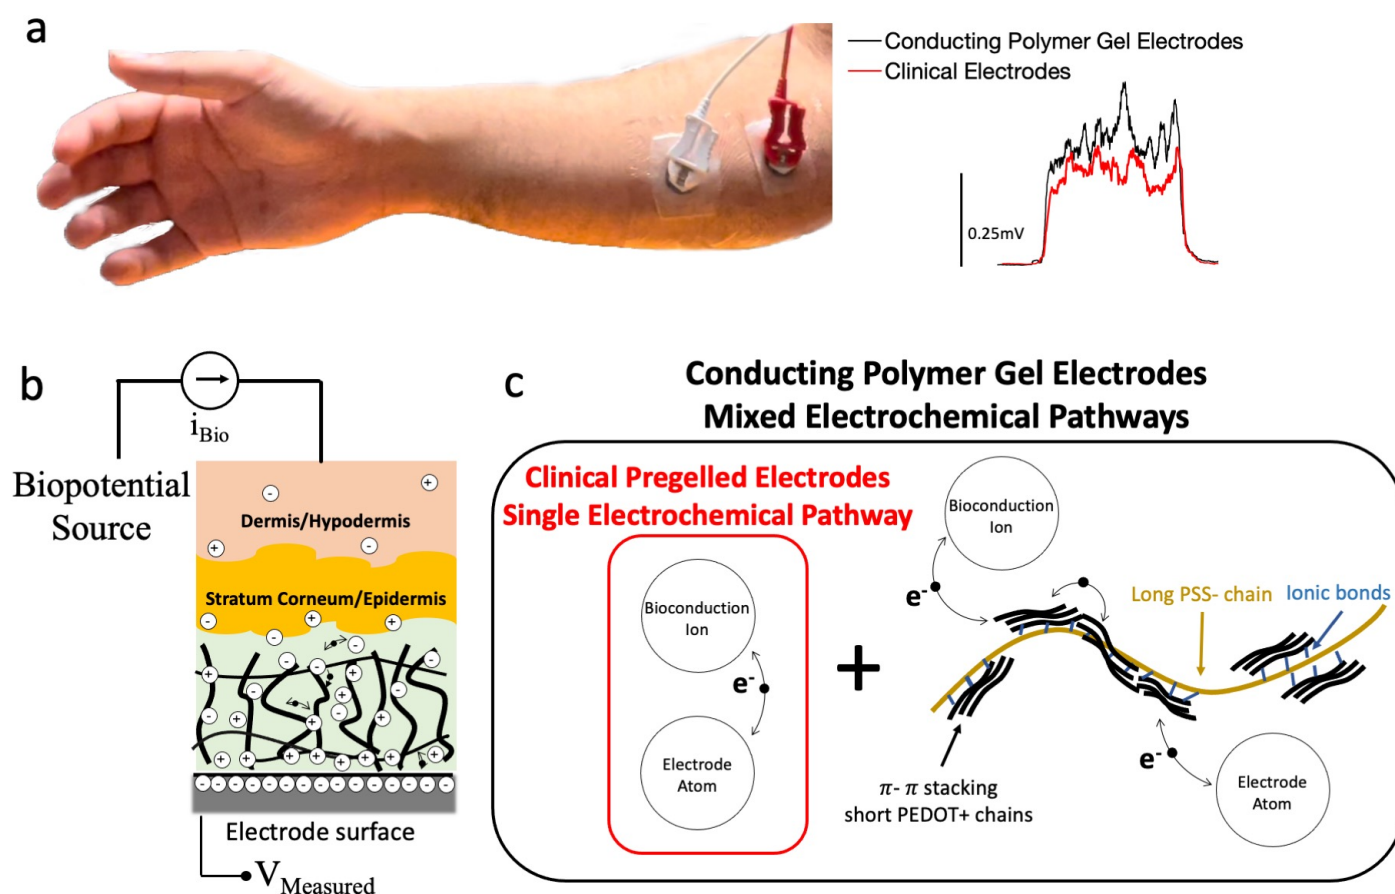 a
Conducting Polymer Gel Electrodes
Clinical Electrodes
0.25mV
b
i_Bio
Biopotential
Source
Dermis/Hypodermis
Stratum Corneum/Epidermis
Electrode surface
V_Measured
c
Conducting Polymer Gel Electrodes
Mixed Electrochemical Pathways
Clinical Pregelled Electrodes
Single Electrochemical Pathway
Bioconduction
Ion
e-
Electrode
Atom
+
Bioconduction
Ion
e-
Long PSS- chain
Ionic bonds
π- π stacking
short PEDOT+ chains
e-
Electrode
Atom